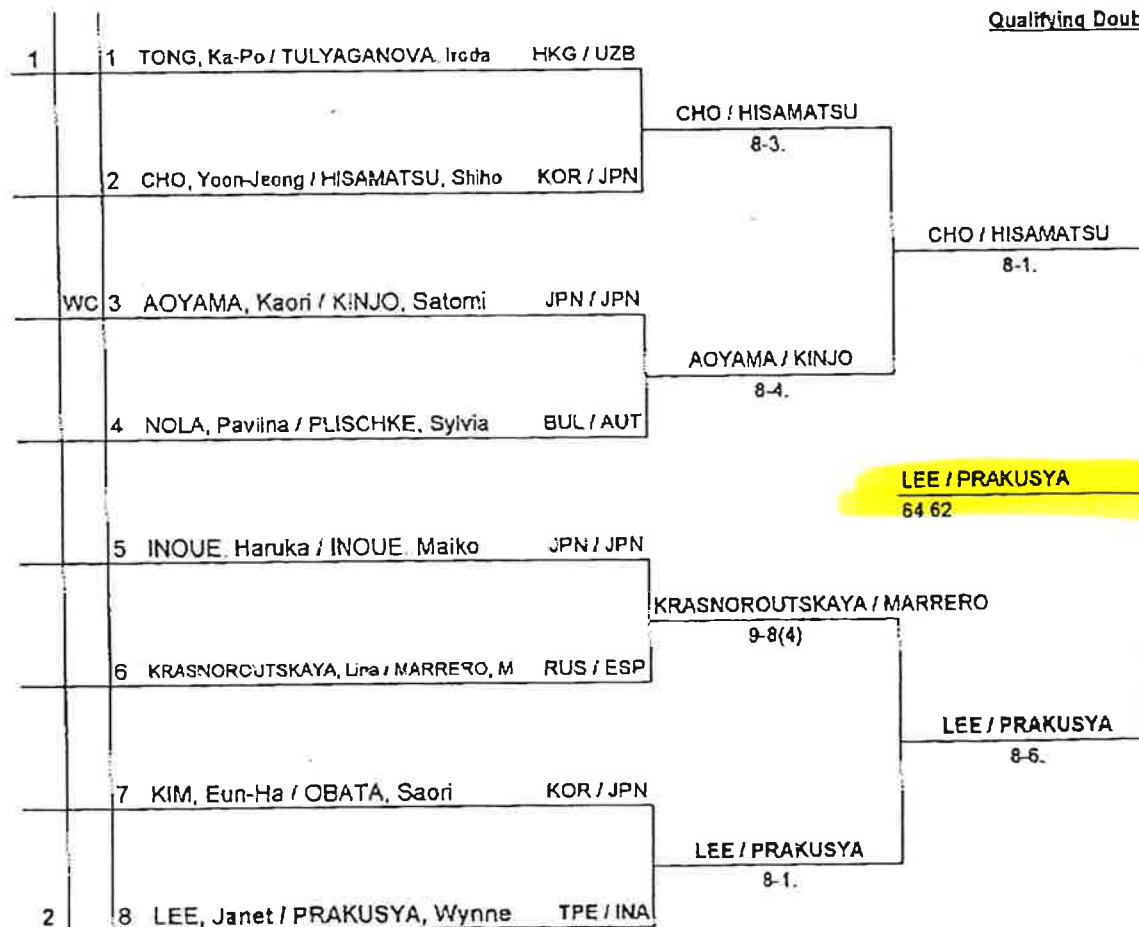 Qualifying Doub
1 1 TONG, Ka-Po / TULYAGANOVA, Iroda HKG / UZB
CHO / HISAMATSU
8-3.
2 CHO, Yoon-Jeong / HISAMATSU, Shiho KOR / JPN
CHO / HISAMATSU
8-1.
WC 3 AOYAMA, Kaori / KINJO, Satomi JPN / JPN
AOYAMA / KINJO
8-4.
4 NOLA, Pavlina / PLISCHKE, Sylvia BUL / AUT
LEE / PRAKUSYA
64 62
5 INOUE, Haruka / INOUE, Maiko JPN / JPN
KRASNOROUTSKAYA / MARRERO
9-8(4)
6 KRASNOROUTSKAYA, Lina / MARRERO, M RUS / ESP
LEE / PRAKUSYA
8-6.
7 KIM, Eun-Ha / OBATA, Saori KOR / JPN
LEE / PRAKUSYA
8-1.
2 8 LEE, Janet / PRAKUSYA, Wynne TPE / INA